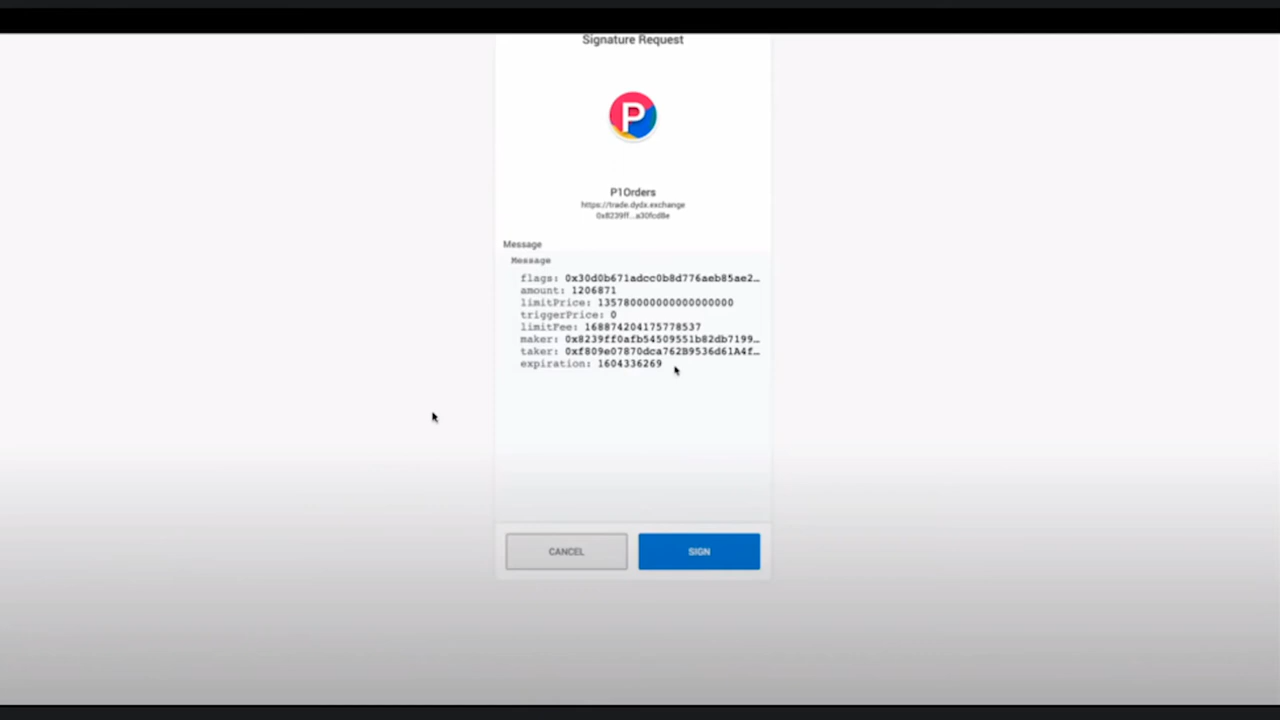 Signature Request
P
P1Orders
https://trade.dydx.exchange
0x8239ff...a30fcd8e
Message
Message
flags: 0x30d0b671adcc0b8d776aeb85ae2…
amount: 1206871
limitPrice: 13578000000000000000
triggerPrice: 0
limitFee: 168874204175778537
maker: 0x8239ff0afb54509551b82db7199…
taker: 0xf809e07870dca762B9536d61A4f…
expiration: 1604336269
CANCEL
SIGN